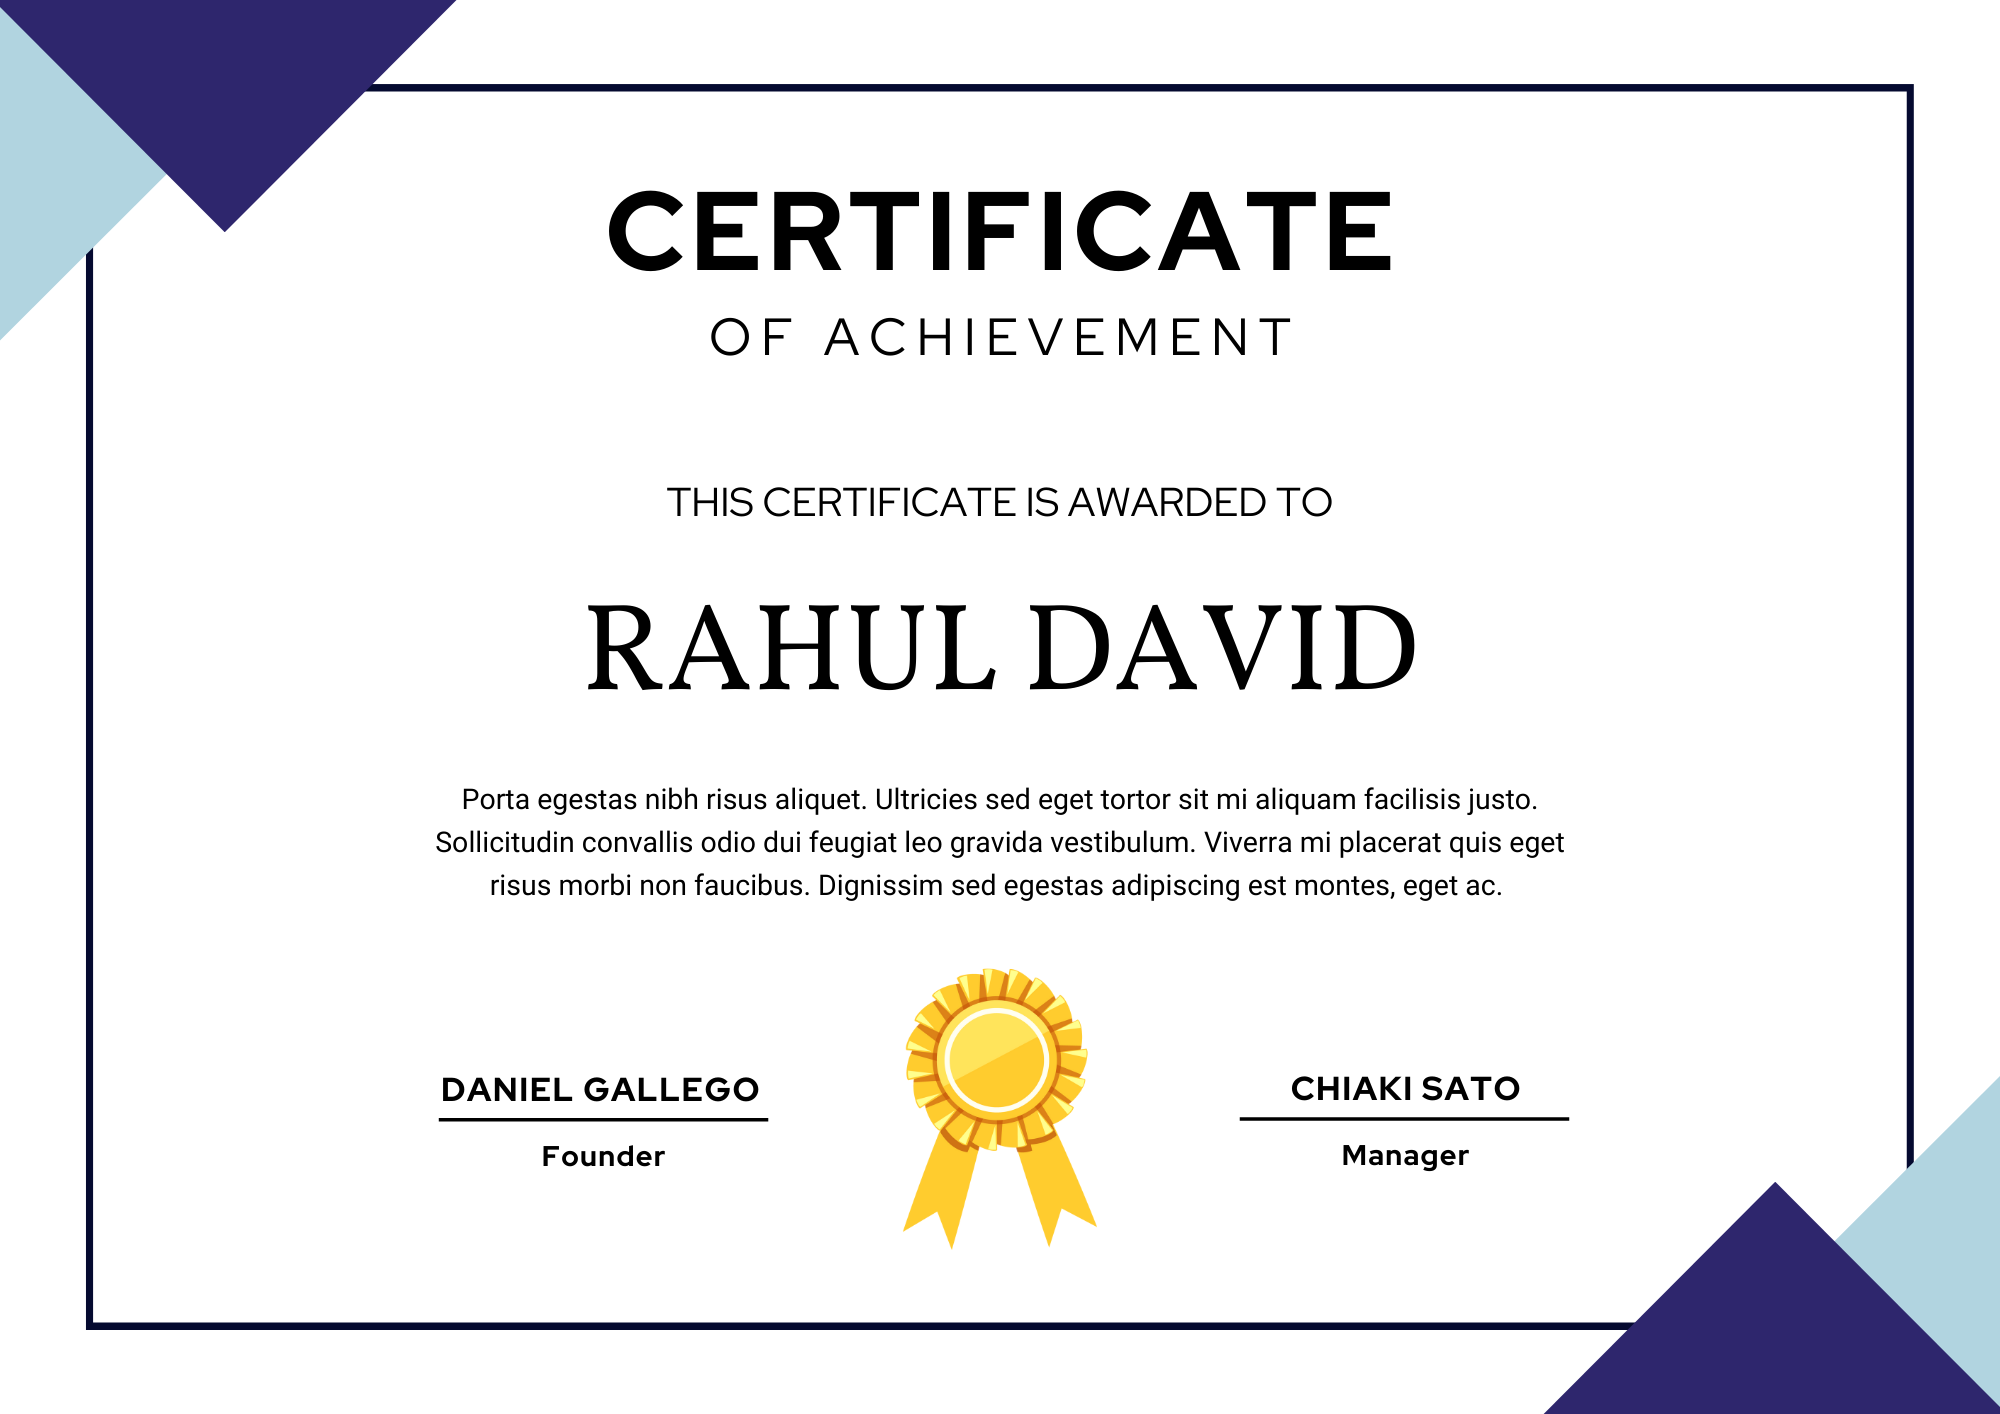 CERTIFICATE
OF ACHIEVEMENT
THIS CERTIFICATE IS AWARDED TO
RAHUL DAVID
Porta egestas nibh risus aliquet. Ultricies sed eget tortor sit mi aliquam facilisis justo.
Sollicitudin convallis odio dui feugiat leo gravida vestibulum. Viverra mi placerat quis eget
risus morbi non faucibus. Dignissim sed egestas adipiscing est montes, eget ac.
DANIEL GALLEGO
Founder
CHIAKI SATO
Manager